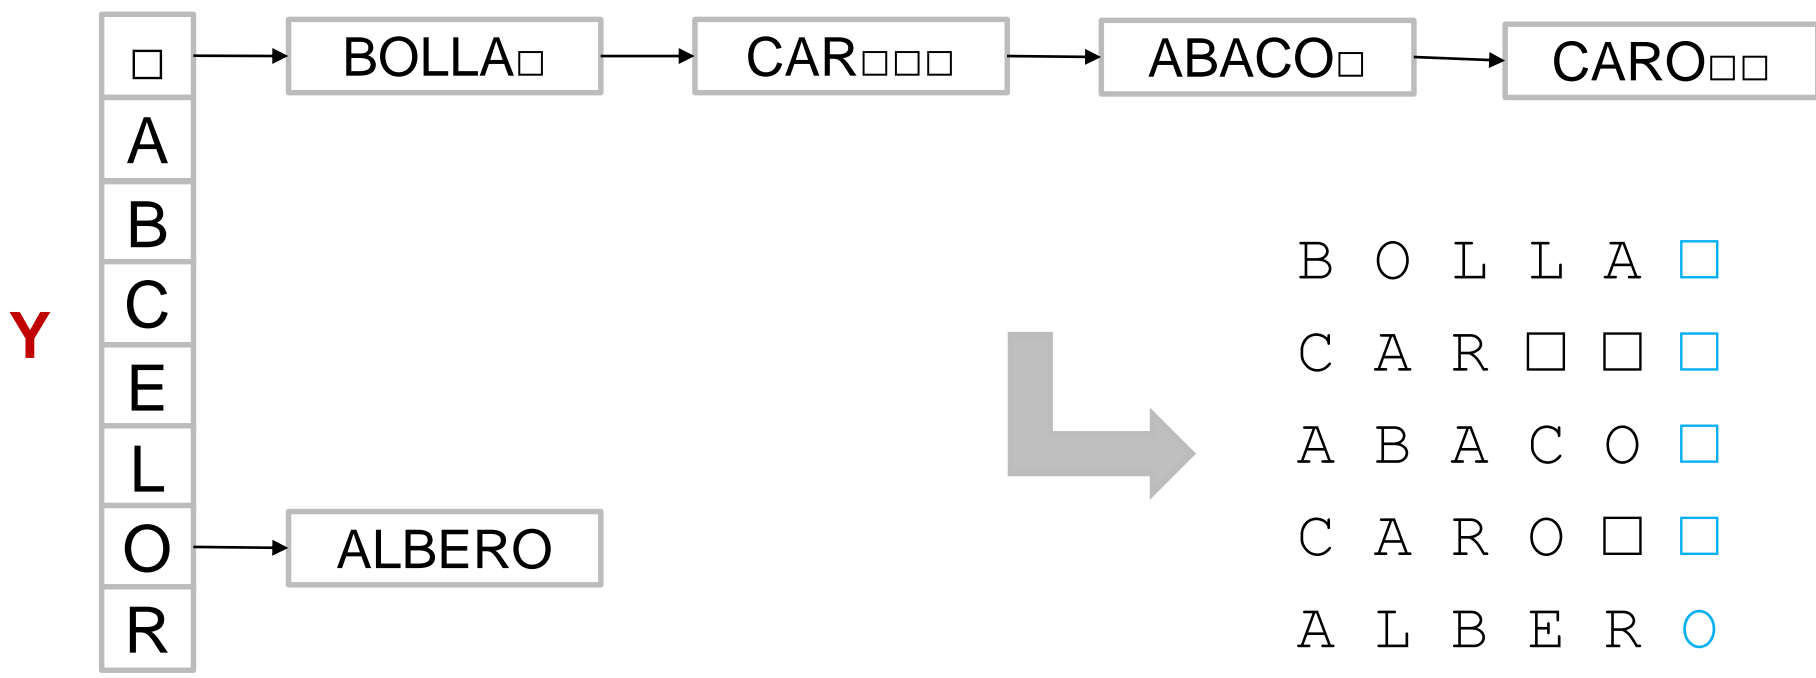 □ BOLLA□ CAR□□□ ABACO□ CARO□□
A
B
C
E
L
O ALBERO
R
Y
B O L L A □
C A R □ □ □
A B A C O □
C A R O □ □
A L B E R O